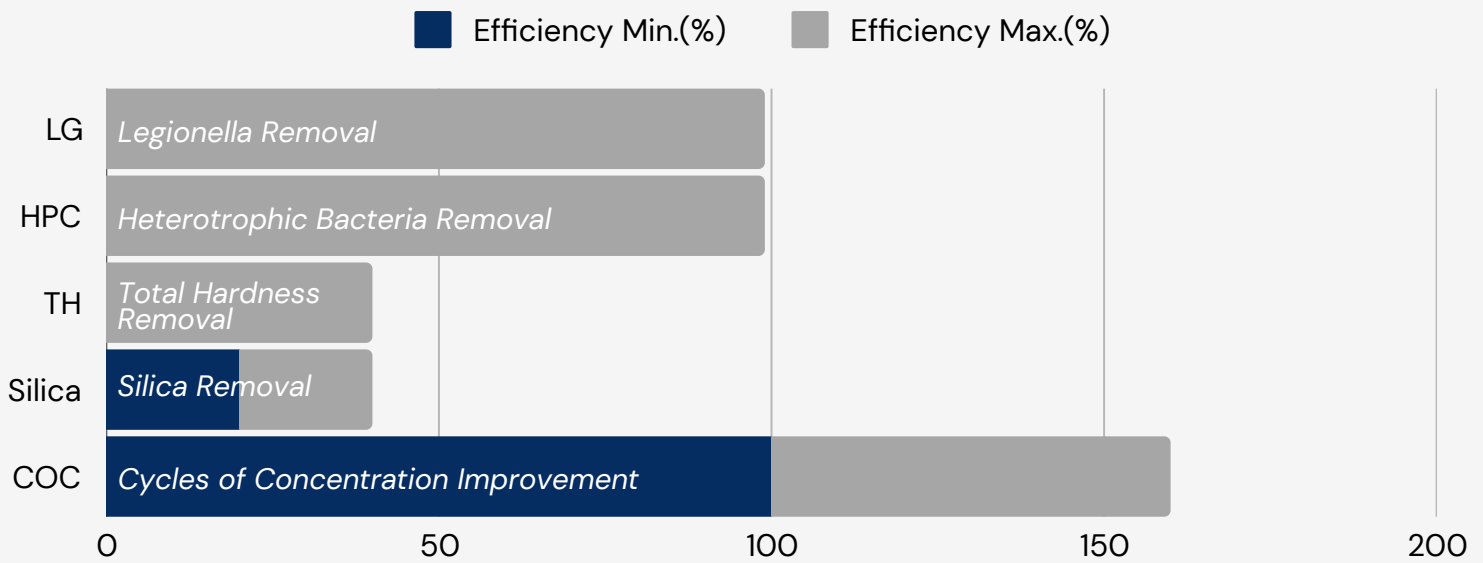 Efficiency Min.(%) Efficiency Max.(%)
LG Legionella Removal
HPC Heterotrophic Bacteria Removal
TH Total Hardness
Removal
Silica Silica Removal
COC Cycles of Concentration Improvement
0 50 100 150 200